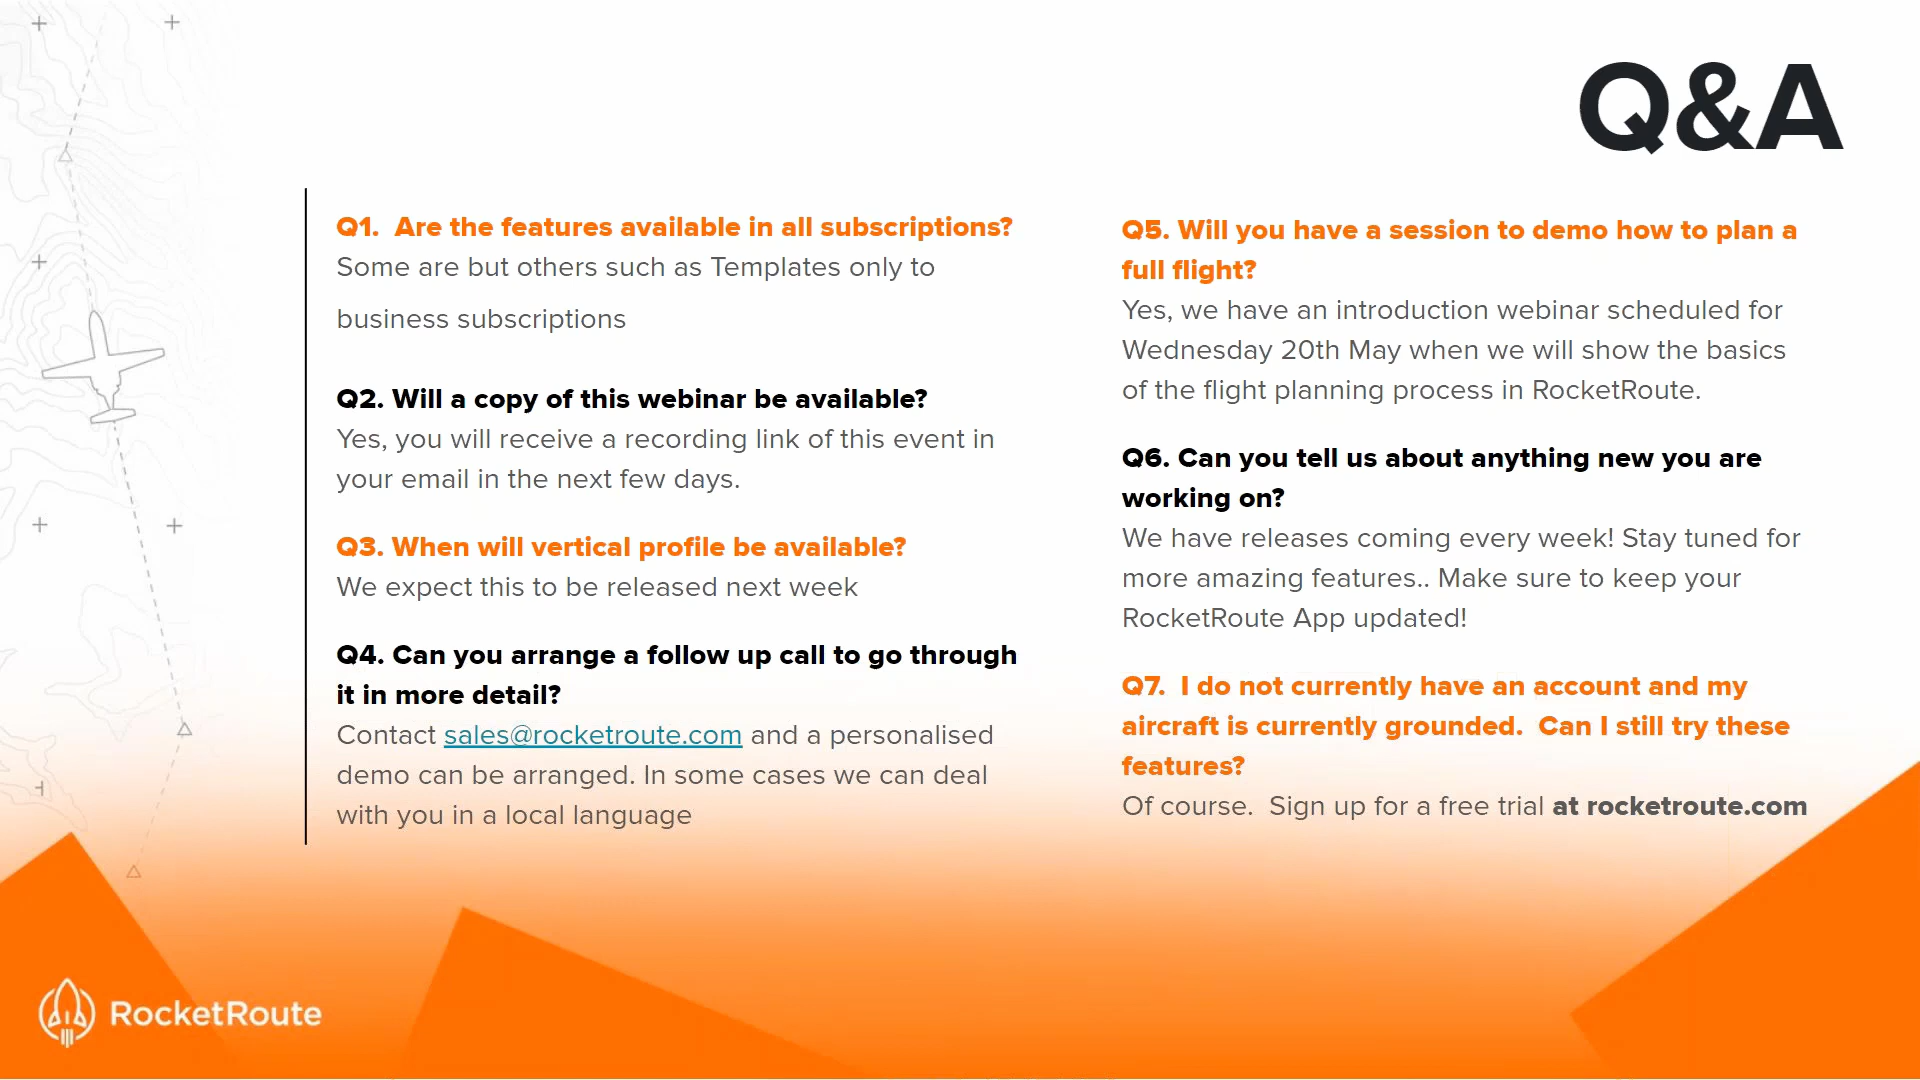 Q&A
Q1.  Are the features available in all subscriptions?
Some are but others such as Templates only to
business subscriptions
Q2. Will a copy of this webinar be available?
Yes, you will receive a recording link of this event in
your email in the next few days.
Q3. When will vertical profile be available?
We expect this to be released next week
Q4. Can you arrange a follow up call to go through
it in more detail?
Contact sales@rocketroute.com and a personalised
demo can be arranged. In some cases we can deal
with you in a local language
Q5. Will you have a session to demo how to plan a
full flight?
Yes, we have an introduction webinar scheduled for
Wednesday 20th May when we will show the basics
of the flight planning process in RocketRoute.
Q6. Can you tell us about anything new you are
working on?
We have releases coming every week! Stay tuned for
more amazing features.. Make sure to keep your
RocketRoute App updated!
Q7.  I do not currently have an account and my
aircraft is currently grounded.  Can I still try these
features?
Of course.  Sign up for a free trial at rocketroute.com
RocketRoute